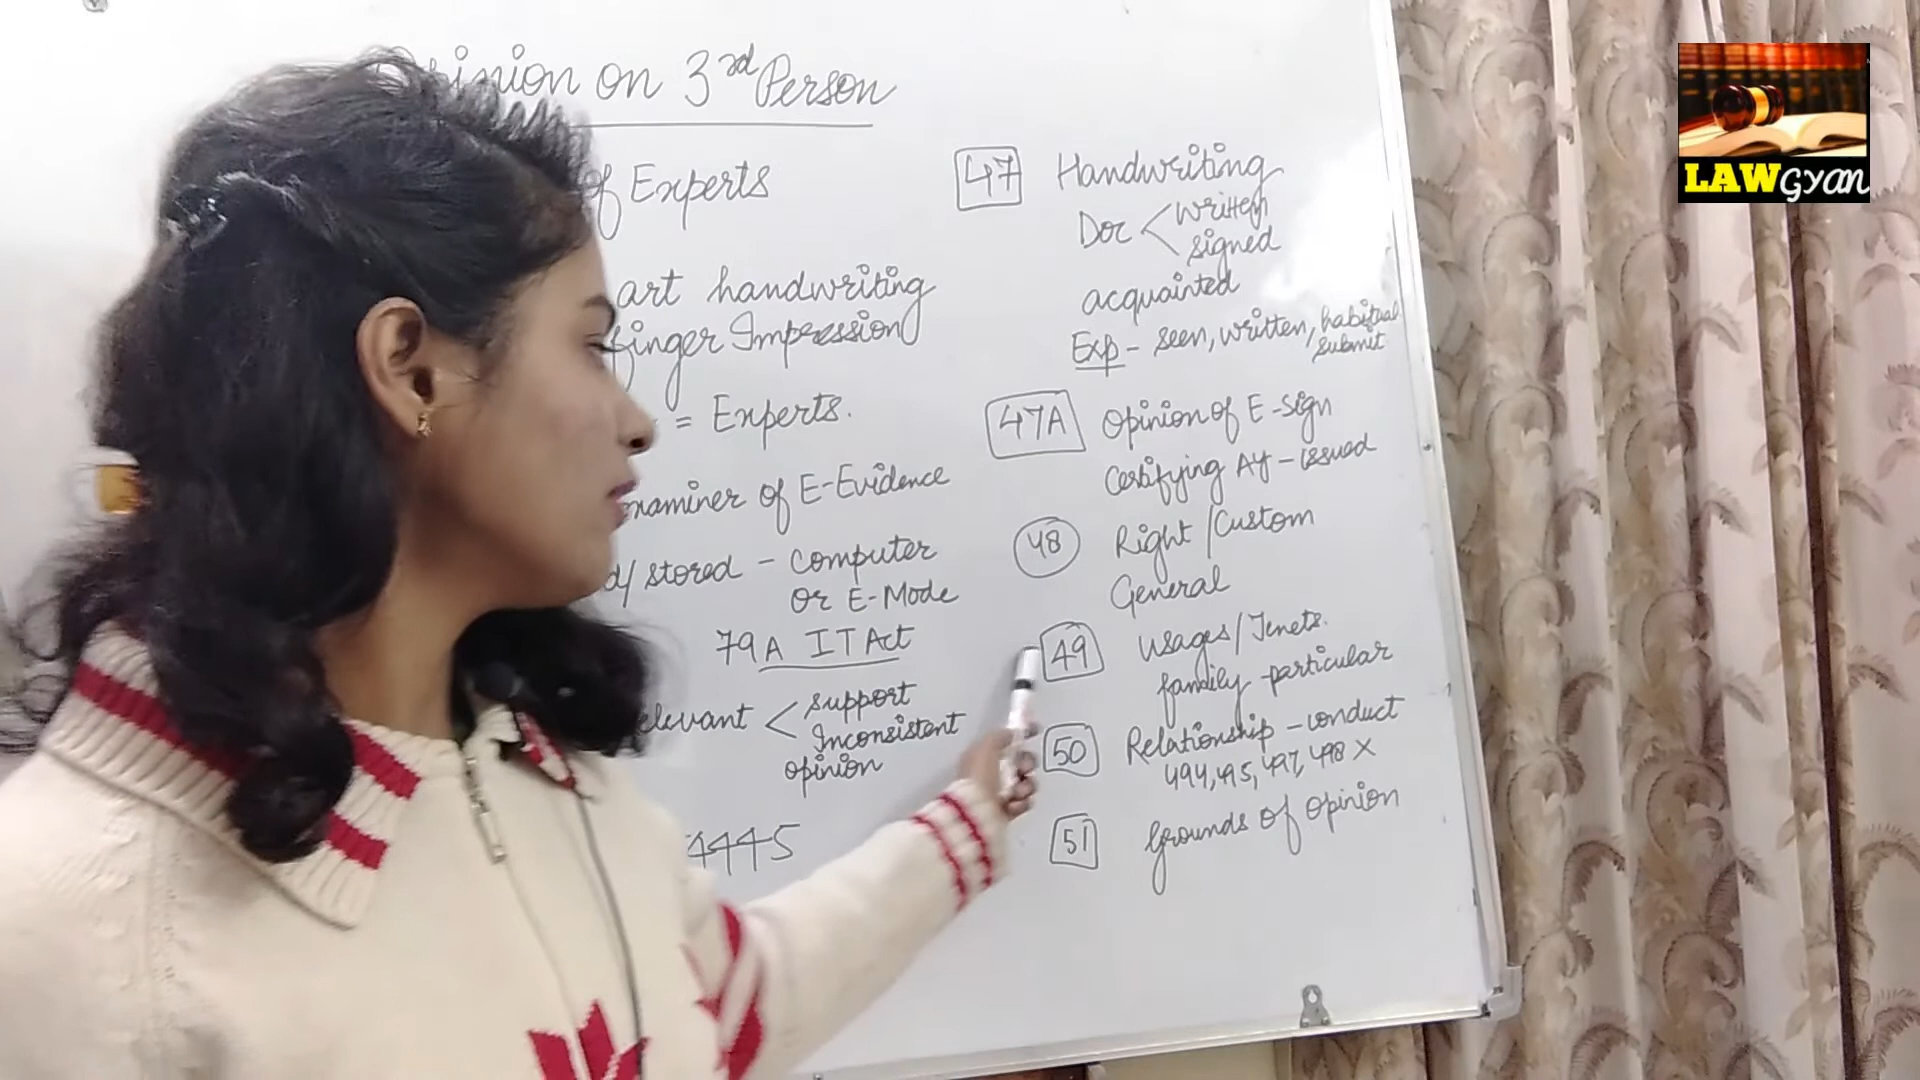 Opinion on 3rd Person
of Experts
art handwriting
finger Impression
= Experts.
examiner of E-Evidence
d/ stored - Computer
Or E-Mode
79A IT Act
relevant < support
Inconsistent
opinion
47 Handwriting
Doc < written
signed
acquainted
Exp - seen, written, habitual
submit
47A Opinion of E-Sign
Certifying AY - issued
48 Right/Custom
General
49 Usages/Tenets.
family - particular
50 Relationship - conduct
494, 495, 497, 498 X
51 Grounds of Opinion
LAW Gyan